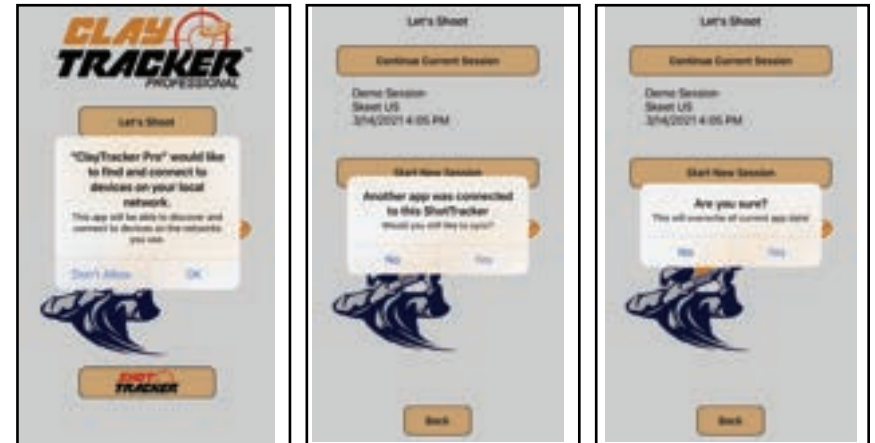 CLAY
TRACKER™
PROFESSIONAL
Let's Shoot
"ClayTracker Pro" would like
to find and connect to
devices on your local
network.
This app will be able to discover and
connect to devices on the networks
you use.
Don't Allow
OK
SHOT
TRACKER
Let's Shoot
Continue Current Session
Demo Session
Skeet US
3/14/2021 4:05 PM
Start New Session
Another app was connected
to this ShotTracker
Would you still like to sync?
No
Yes
Back
Let's Shoot
Continue Current Session
Demo Session
Skeet US
3/14/2021 4:05 PM
Start New Session
Are you sure?
This will overwrite all current app data!
No
Yes
Back